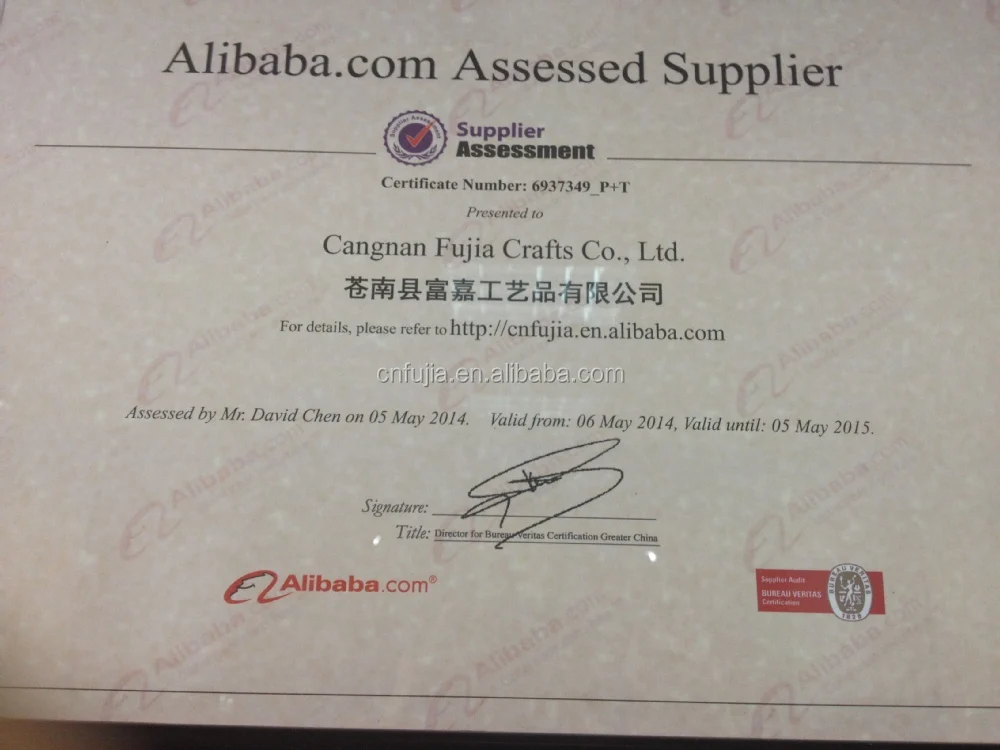 Alibaba.com Assessed Supplier
Supplier Assessment
Supplier
Assessment
Certificate Number: 6937349_P+T
Presented to
Cangnan Fujia Crafts Co., Ltd.
苍南县富嘉工艺品有限公司
For details, please refer to http://cnfujia.en.alibaba.com
cnfujia.en.alibaba.com
Assessed by Mr. David Chen on 05 May 2014. Valid from: 06 May 2014, Valid until: 05 May 2015.
Signature:
Title: Director for Bureau Veritas Certification Greater China
Alibaba.com®
Supplier Audit
BUREAU VERITAS
Certification
BUREAU VERITAS
1828